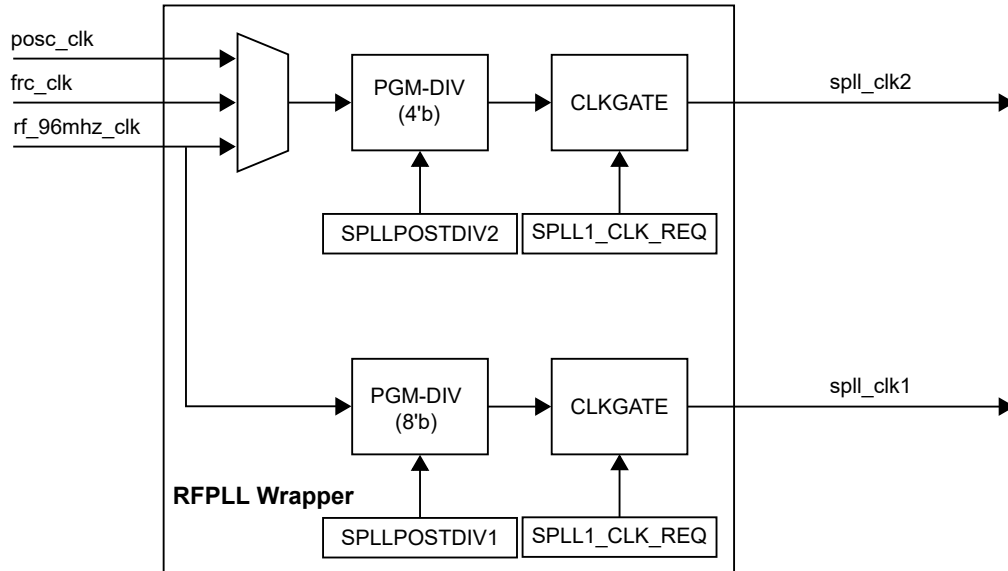 posc_clk
frc_clk
rf_96mhz_clk
PGM-DIV
(4'b)
CLKGATE
spll_clk2
SPLLPOSTDIV2
SPLL1_CLK_REQ
PGM-DIV
(8'b)
CLKGATE
spll_clk1
RFPLL Wrapper
SPLLPOSTDIV1
SPLL1_CLK_REQ